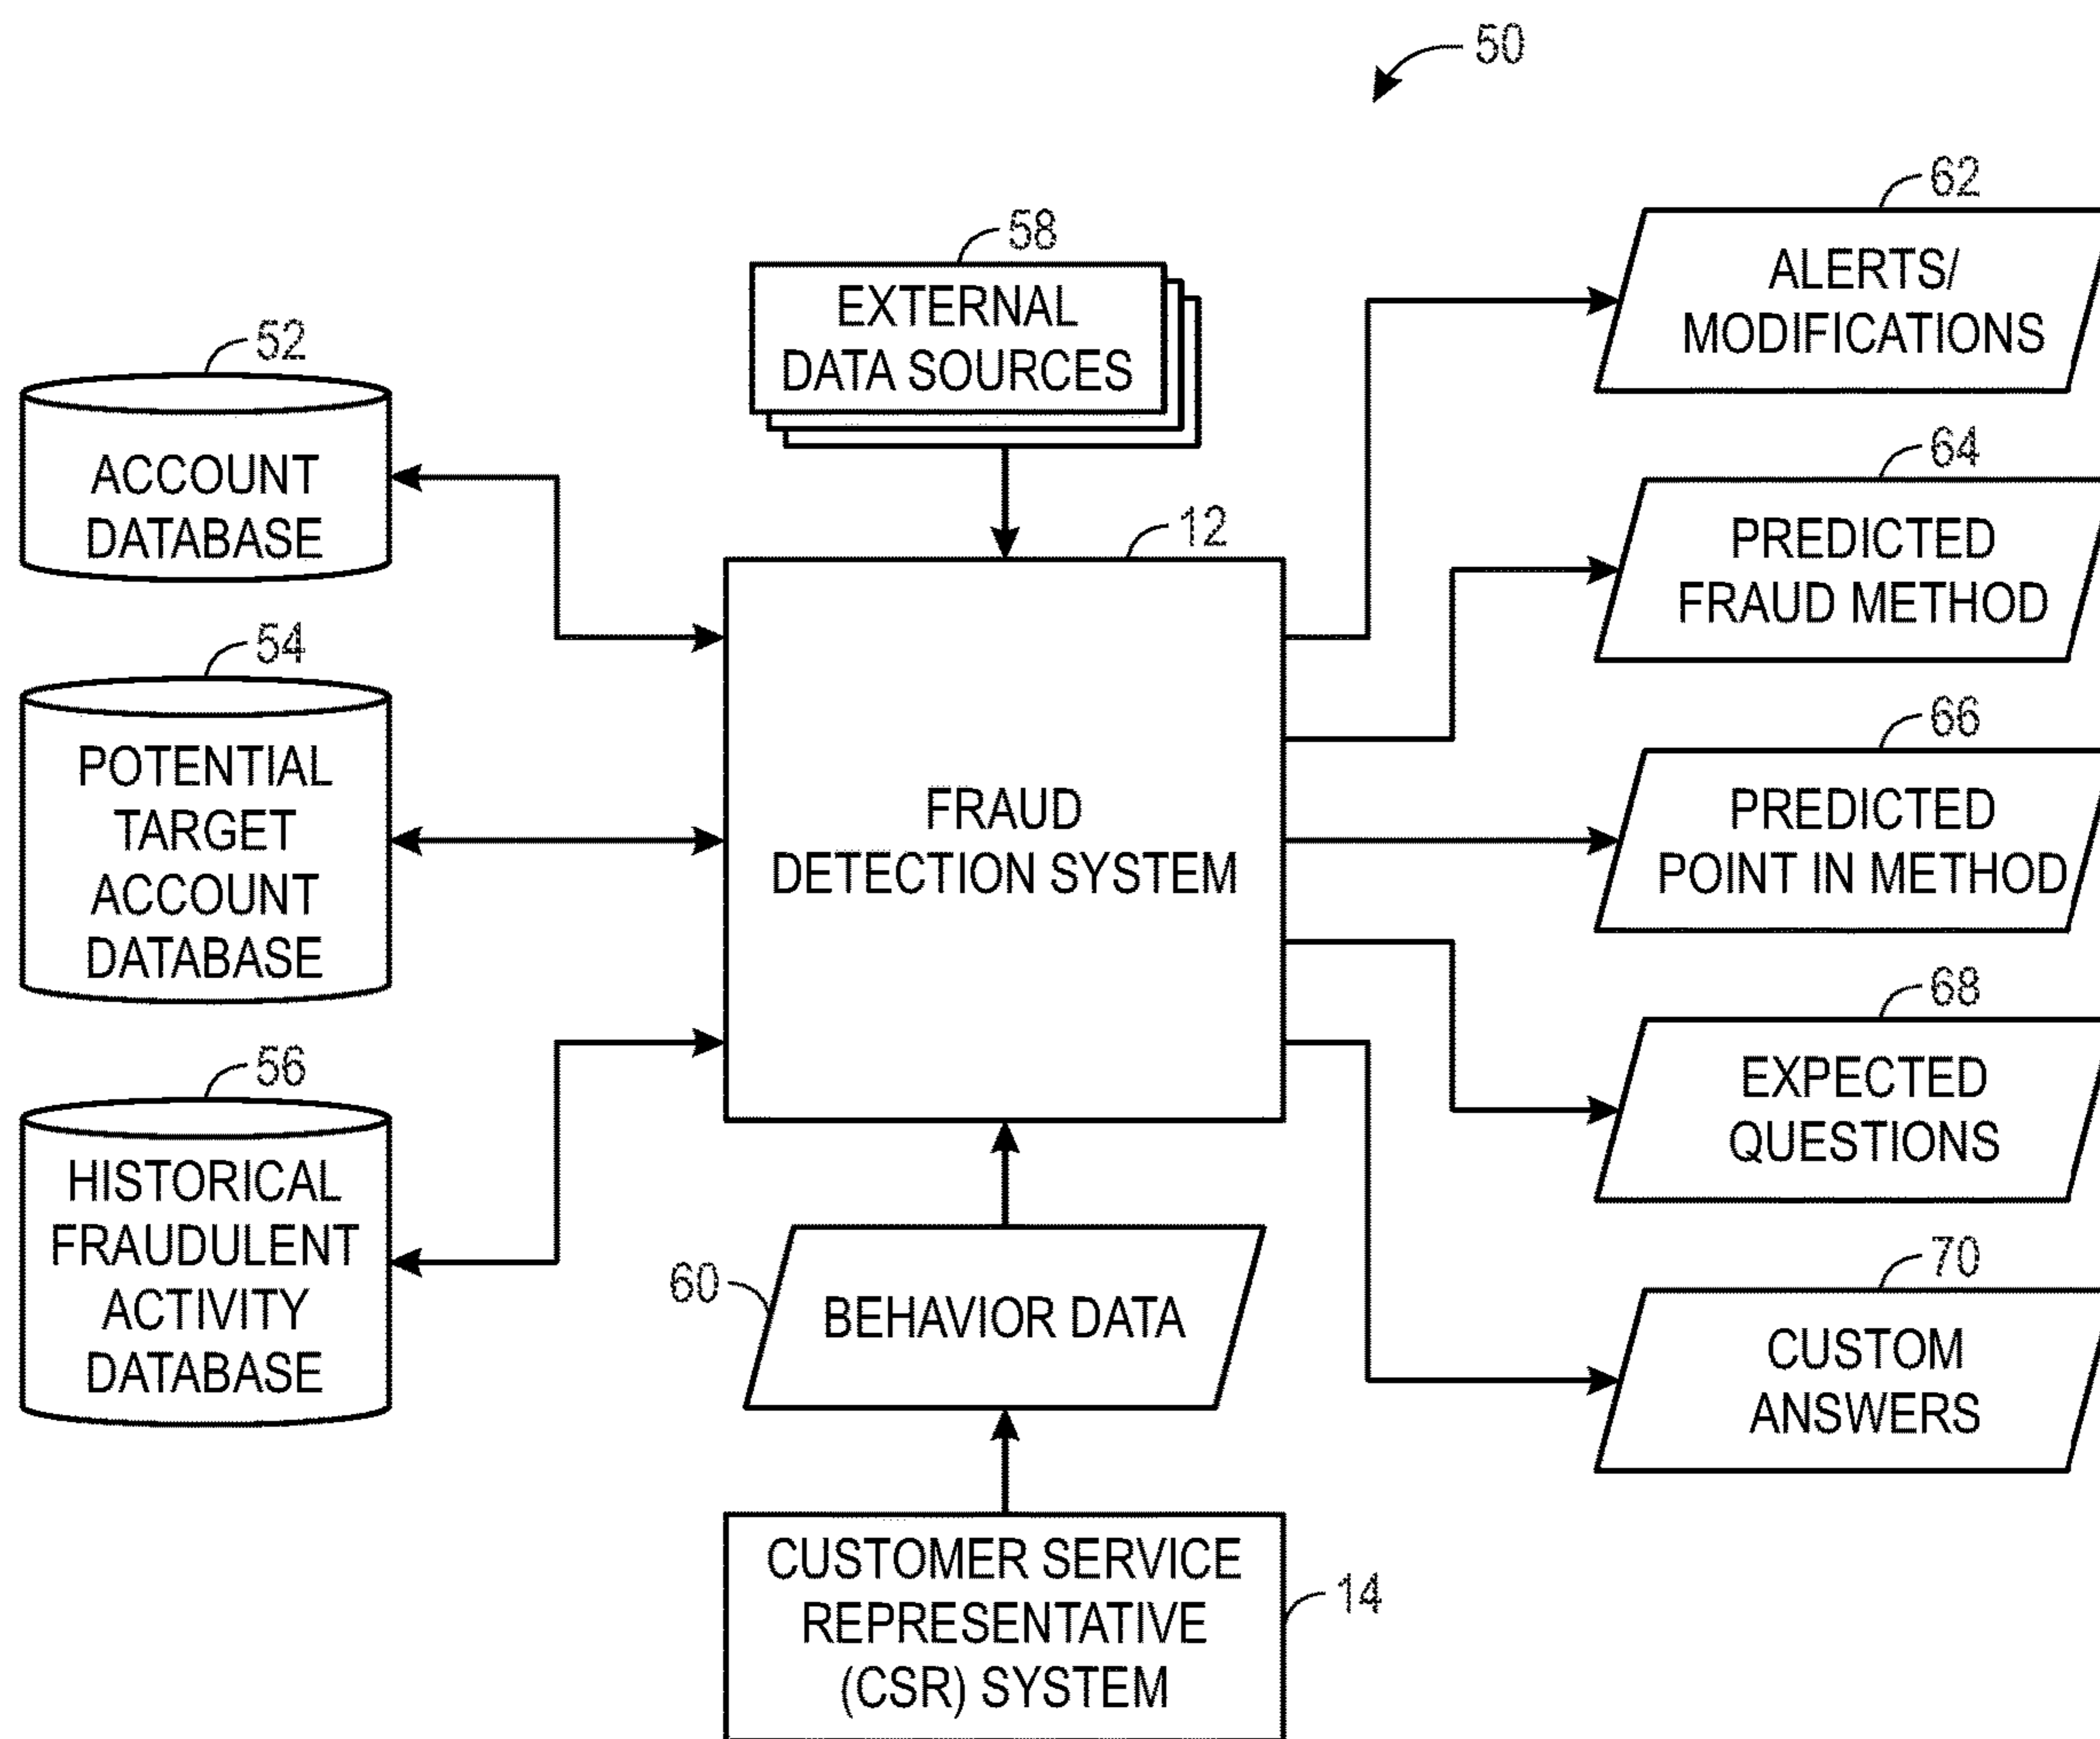 50
62
ALERTS/
MODIFICATIONS
58
EXTERNAL
DATA SOURCES
52
ACCOUNT
DATABASE
64
PREDICTED
FRAUD METHOD
12
FRAUD
DETECTION SYSTEM
54
POTENTIAL
TARGET
ACCOUNT
DATABASE
66
PREDICTED
POINT IN METHOD
68
EXPECTED
QUESTIONS
56
HISTORICAL
FRAUDULENT
ACTIVITY
DATABASE
60
BEHAVIOR DATA
70
CUSTOM
ANSWERS
CUSTOMER SERVICE
REPRESENTATIVE
(CSR) SYSTEM
14